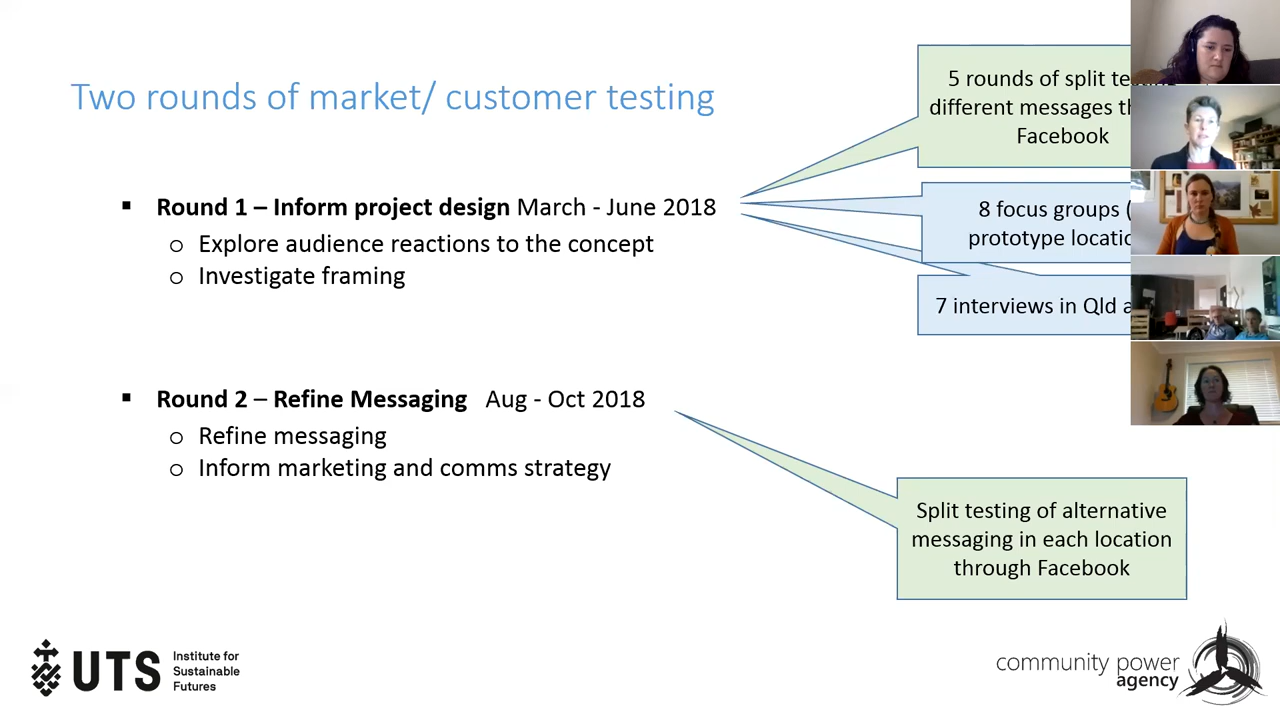 Two rounds of market/ customer testing
5 rounds of split
different messages
Facebook
Round 1 – Inform project design March - June 2018
Explore audience reactions to the concept
Investigate framing
8 focus groups (
prototype
7 interviews in Qld
Round 2 – Refine Messaging Aug - Oct 2018
Refine messaging
Inform marketing and comms strategy
Split testing of alternative
messaging in each location
through Facebook
UTS
Institute for
Sustainable
Futures
community power
agency